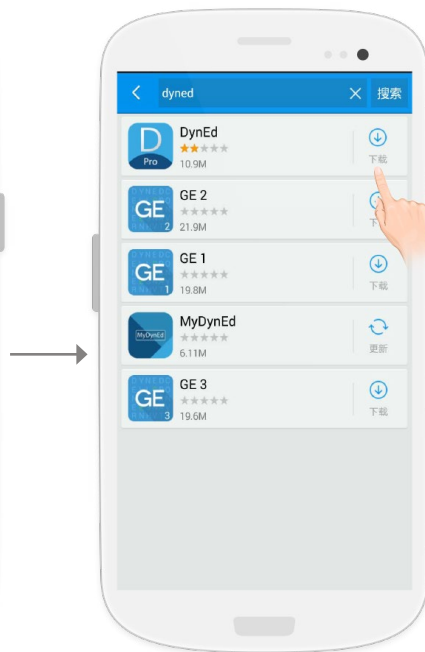 dyned 搜索
D
Pro
DynEd
10.9M
下载
GE
2
GE 2
21.9M
下
GE
1
GE 1
19.8M
下载
MyDynEd
MyDynEd
6.11M
更新
GE
3
GE 3
19.6M
下载